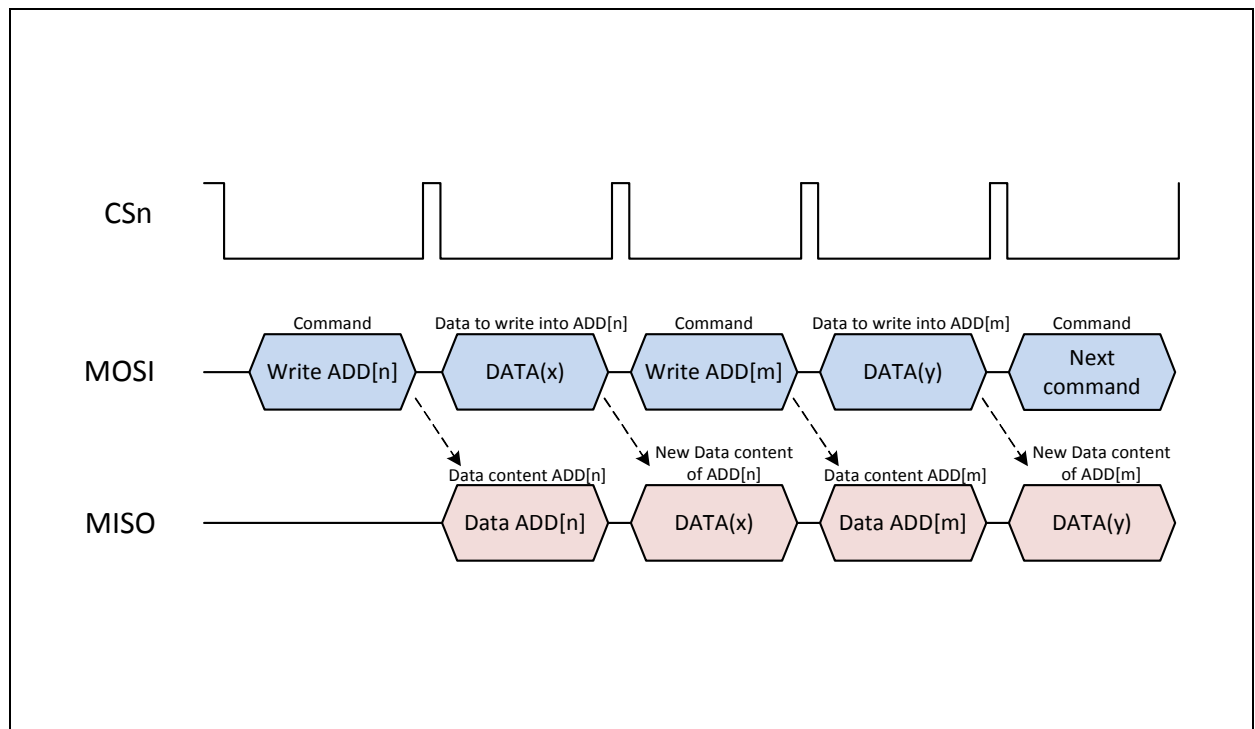 CSn
Command
Data to write into ADD[n]
Command
Data to write into ADD[m]
Command
MOSI
Write ADD[n]
DATA(x)
Write ADD[m]
DATA(y)
Next
command
Data content ADD[n]
New Data content
of ADD[n]
Data content ADD[m]
New Data content
of ADD[m]
MISO
Data ADD[n]
DATA(x)
Data ADD[m]
DATA(y)